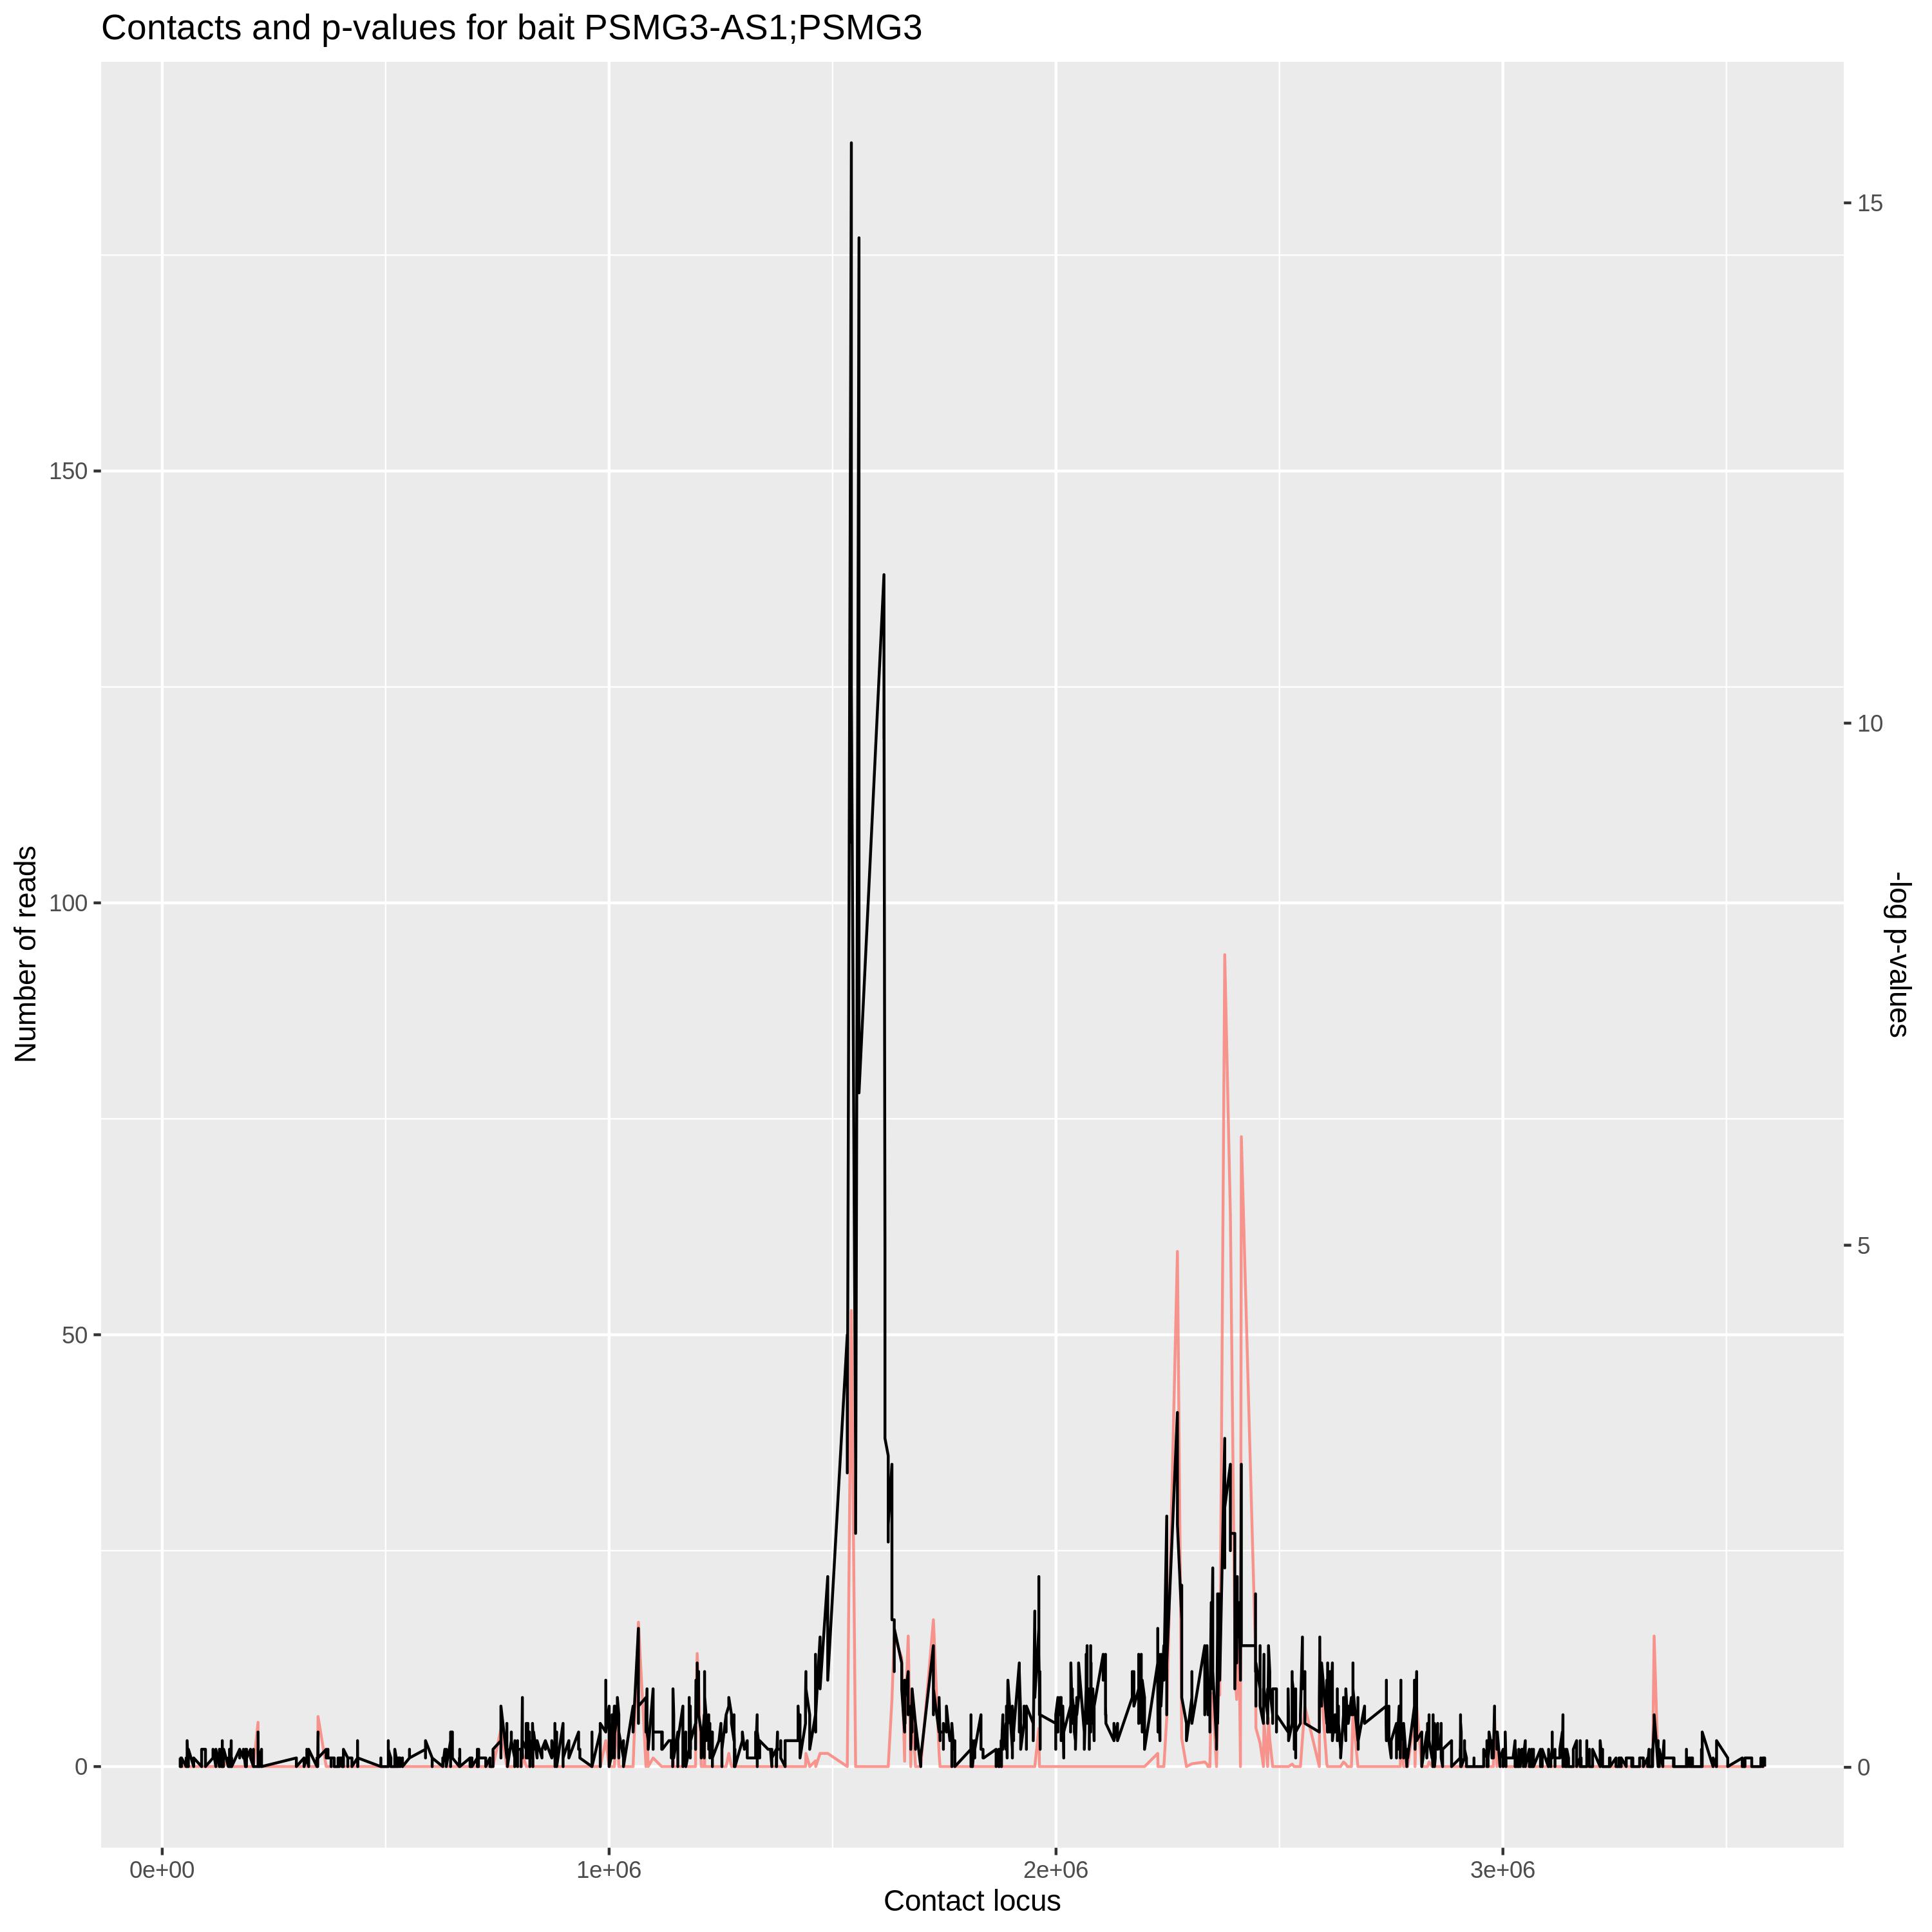 Contacts and p-values for bait PSMG3-AS1;PSMG3
15
150
10
100
Number of reads
-log p-values
5
50
0
0
0e+00
1e+06
2e+06
3e+06
Contact locus